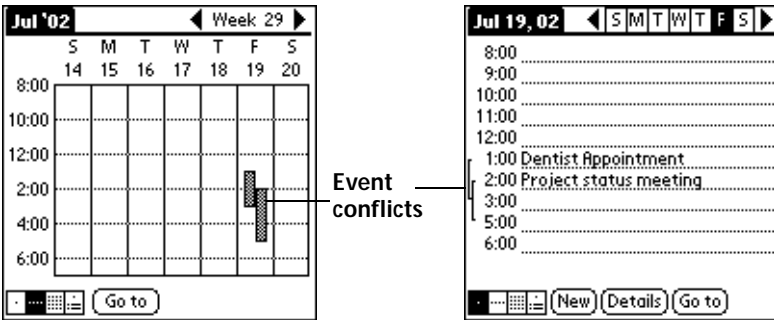 Jul '02 Week 29
S M T W T F S
14 15 16 17 18 19 20
8:00
10:00
12:00
2:00
4:00
6:00
Go to
Event
conflicts
Jul 19, 02 S M T W T F S
8:00
9:00
10:00
11:00
12:00
1:00 Dentist Appointment
2:00 Project status meeting
3:00
5:00
6:00
New Details Go to